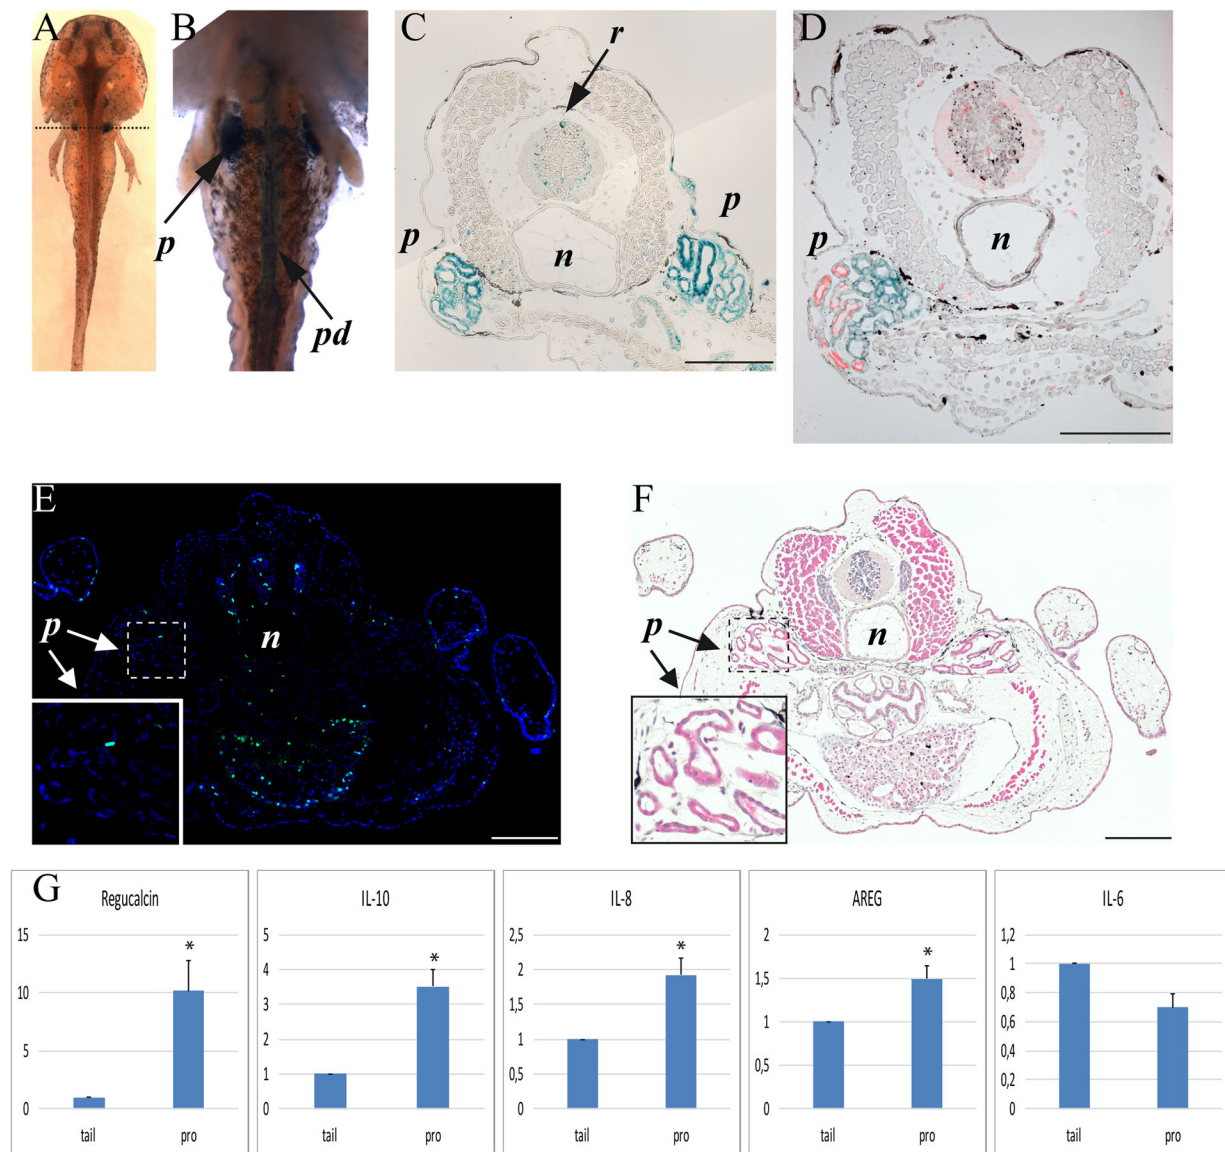 A
B
C
D
r
p
p
p
p
n
n
pd
E
F
p
n
p
n
G
Regucalcin
IL-10
IL-8
AREG
IL-6
15
10
5
0
*
tail
pro
5
4
3
2
1
0
*
tail
pro
2,5
2
1,5
1
0,5
0
*
tail
pro
2
1,5
1
0,5
0
*
tail
pro
1,2
1
0,8
0,6
0,4
0,2
0
tail
pro